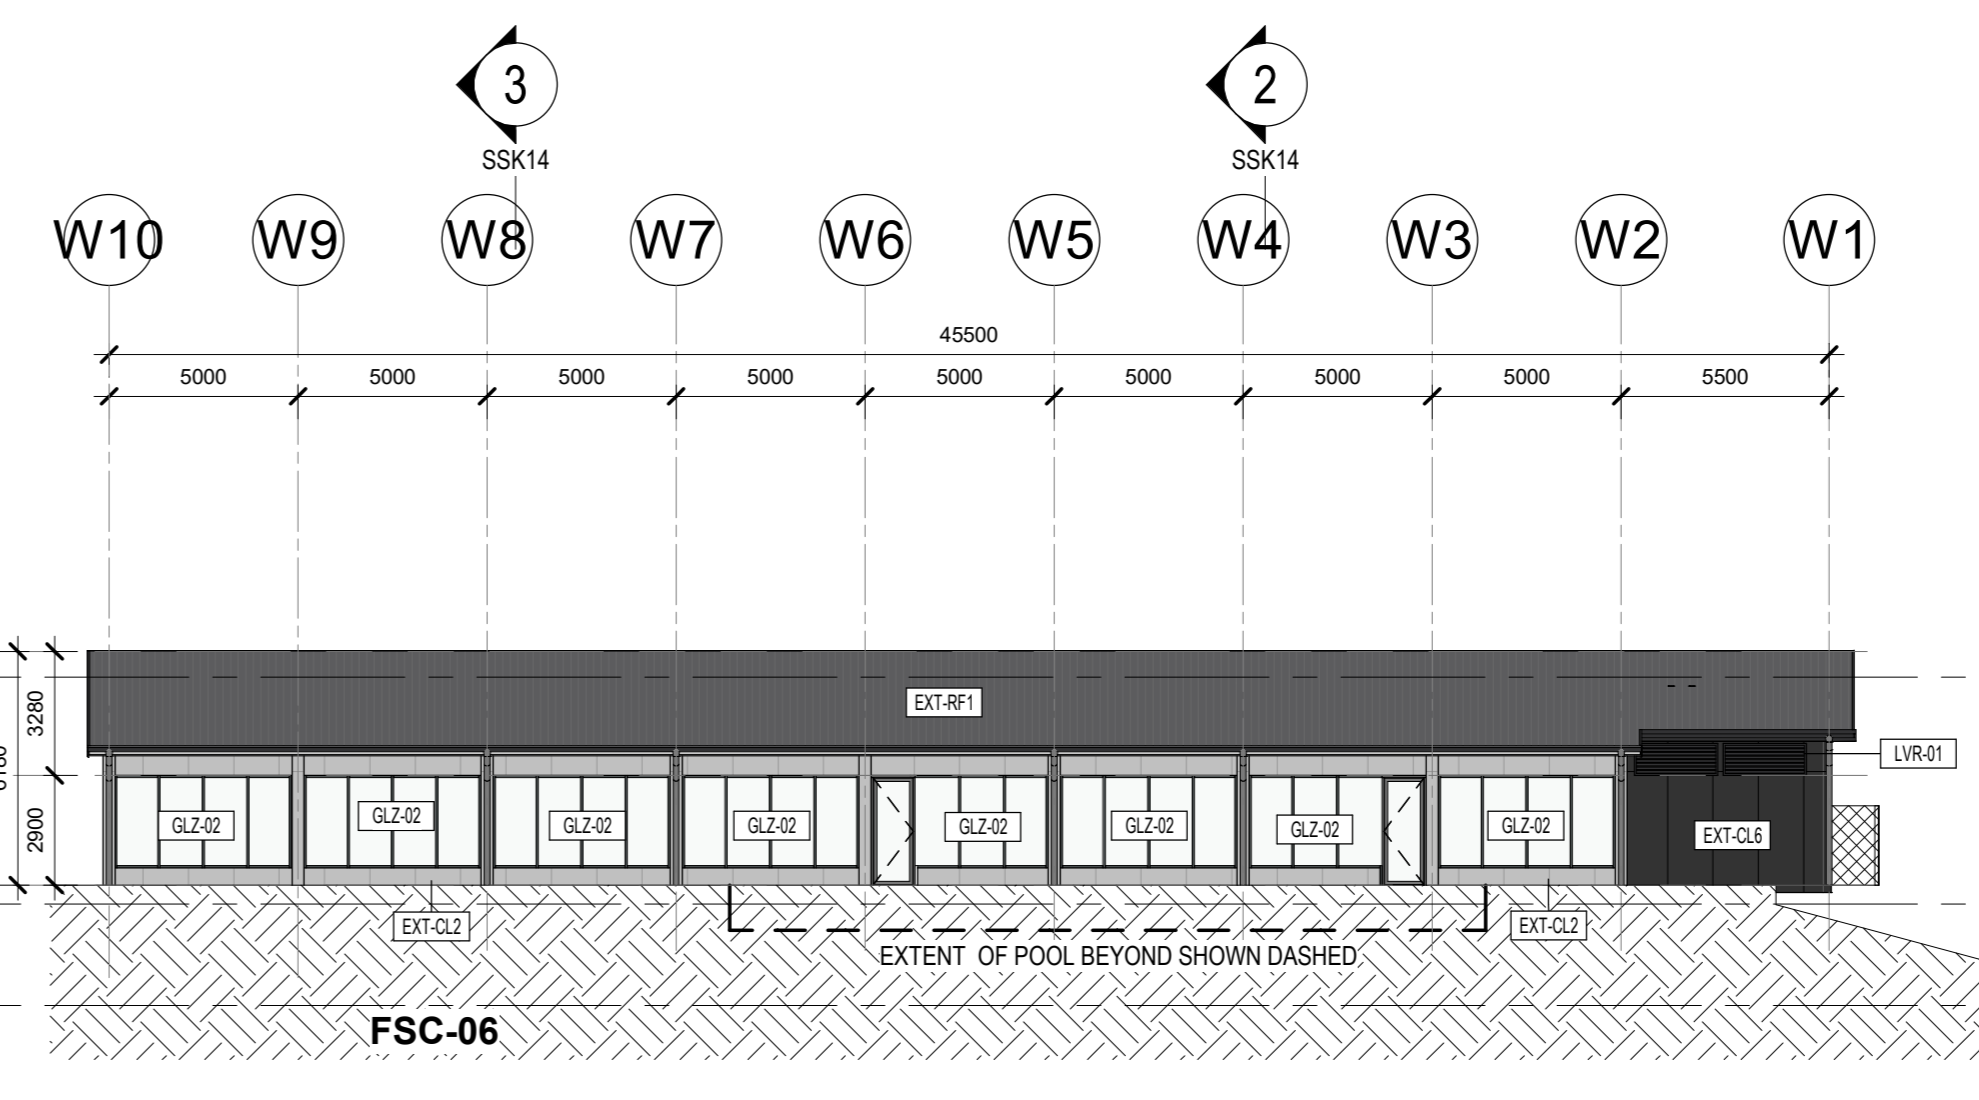 3
2
SSK14
SSK14
W10 W9 W8 W7 W6 W5 W4 W3 W2 W1
45500
5000 5000 5000 5000 5000 5000 5000 5000 5500
3280
EXT-RF1
LVR-01
2900
GLZ-02 GLZ-02 GLZ-02 GLZ-02 GLZ-02 GLZ-02 GLZ-02 GLZ-02 EXT-CL6
EXT-CL2
EXT-CL2
EXTENT OF POOL BEYOND SHOWN DASHED
FSC-06